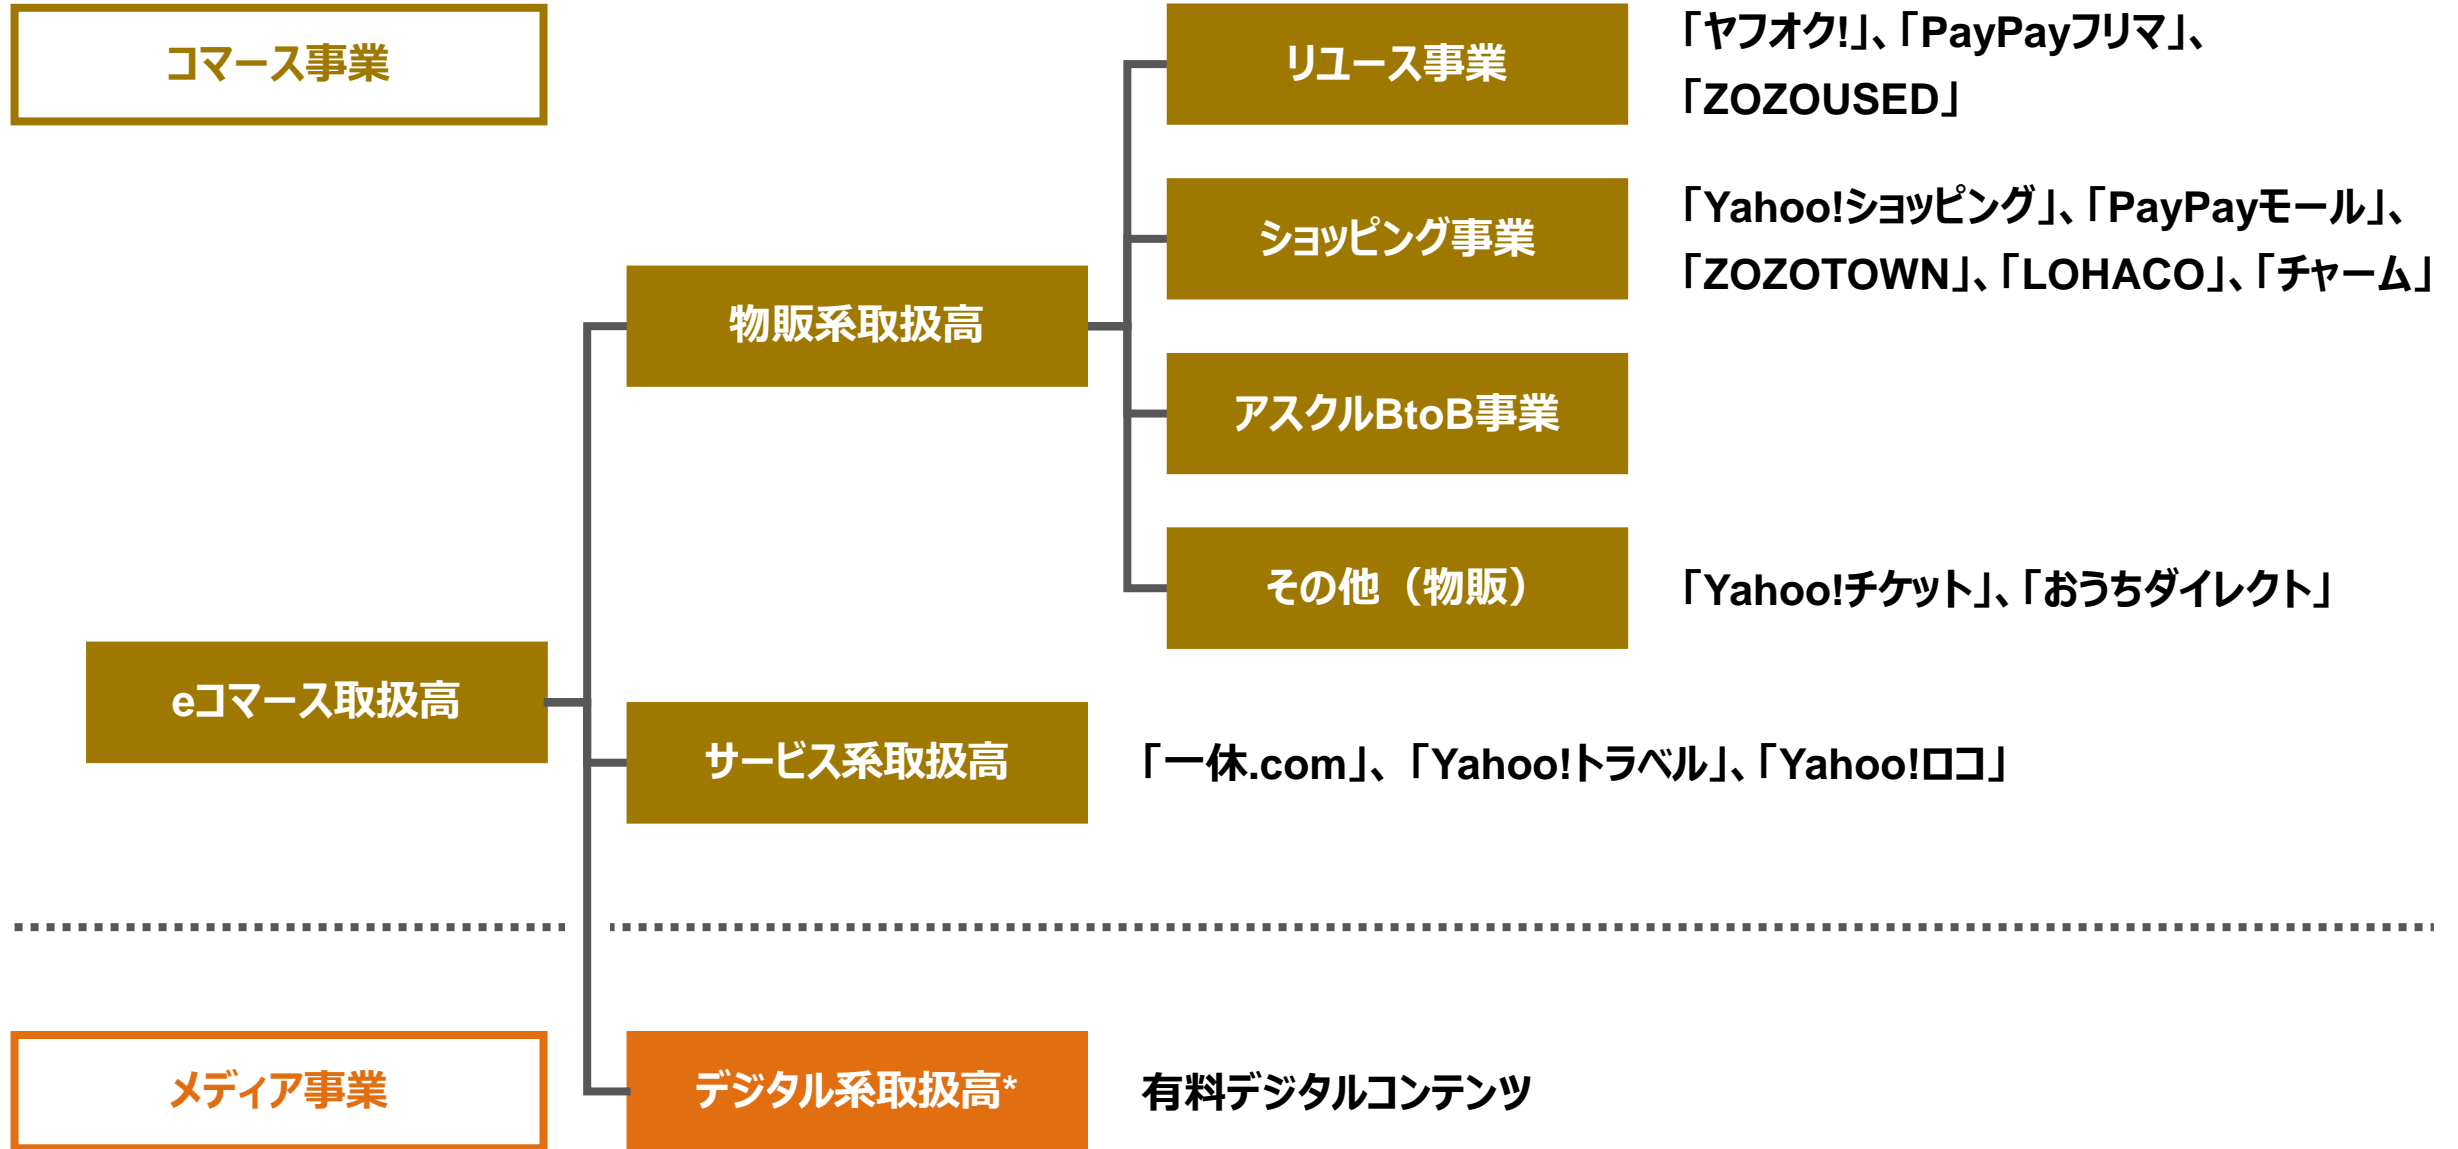 コマース事業
リユース事業
「ヤフオク!」、「PayPayフリマ」、
「ZOZOUSED」
ショッピング事業
「Yahoo!ショッピング」、「PayPayモール」、
「ZOZOTOWN」、「LOHACO」、「チャーム」
物販系取扱高
アスクルBtoB事業
その他（物販）
「Yahoo!チケット」、「おうちダイレクト」
eコマース取扱高
サービス系取扱高
「一休.com」、「Yahoo!トラベル」、「Yahoo!ロコ」
メディア事業
デジタル系取扱高*
有料デジタルコンテンツ